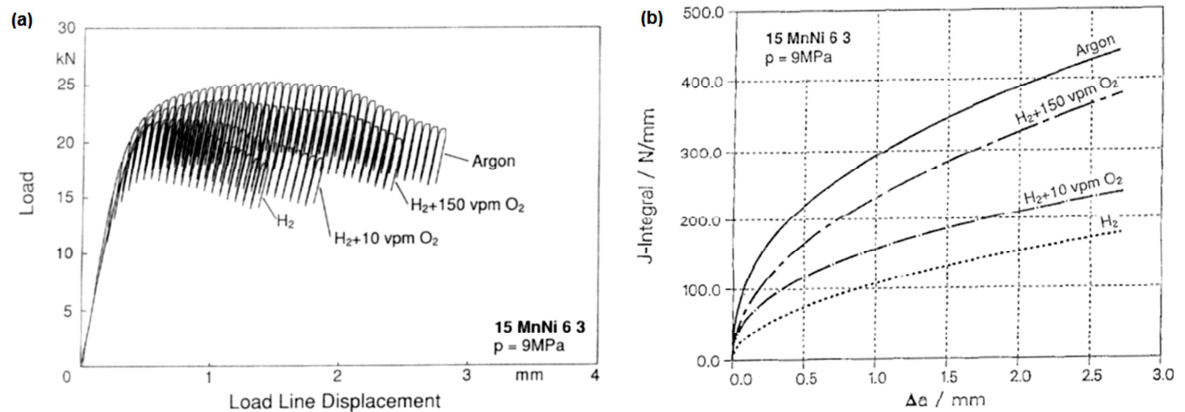 (a)
30
kN
25
20
15
10
5
0
1
2
3
mm
4
Load
Load Line Displacement
Argon
H₂+150 vpm O₂
H₂
H₂+10 vpm O₂
15 MnNi 6 3
p = 9MPa
(b)
500.0
400.0
300.0
200.0
100.0
0.0
0.0
0.5
1.0
1.5
2.0
2.5
3.0
J-Integral / N/mm
Δa / mm
15 MnNi 6 3
p = 9MPa
Argon
H₂+150 vpm O₂
H₂+10 vpm O₂
H₂